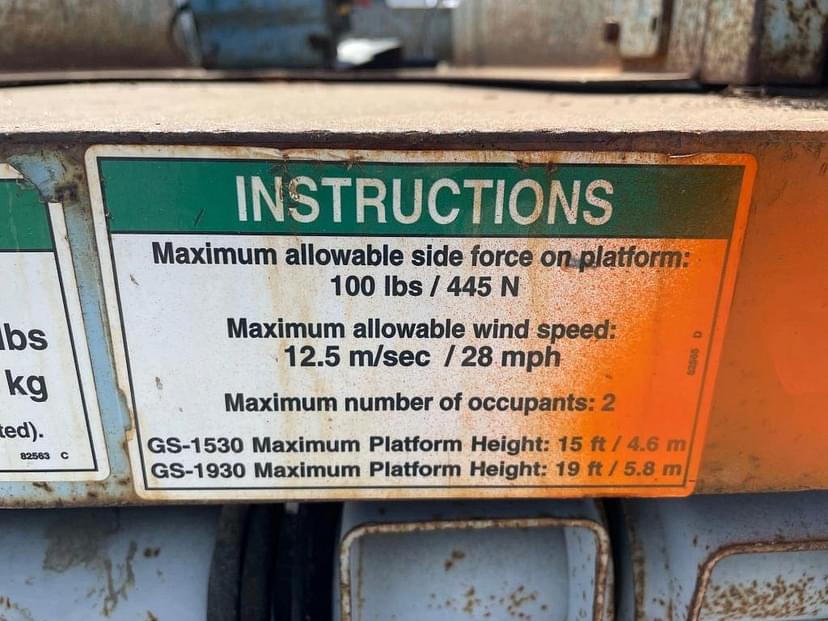 INSTRUCTIONS
Maximum allowable side force on platform:
100 lbs / 445 N
Maximum allowable wind speed:
12.5 m/sec / 28 mph
82565 D
Maximum number of occupants: 2
GS-1530 Maximum Platform Height: 15 ft / 4.6 m
GS-1930 Maximum Platform Height: 19 ft / 5.8 m
lbs
kg
ted).
82563 C